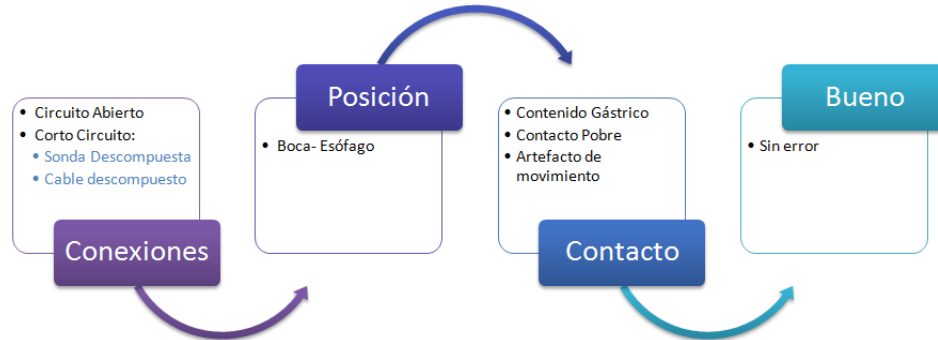 Circuito Abierto
Corto Circuito:
Sonda Descompuesta
Cable descompuesto
Conexiones
Posición
Boca- Esófago
Contenido Gástrico
Contacto Pobre
Artefacto de
movimiento
Contacto
Bueno
Sin error